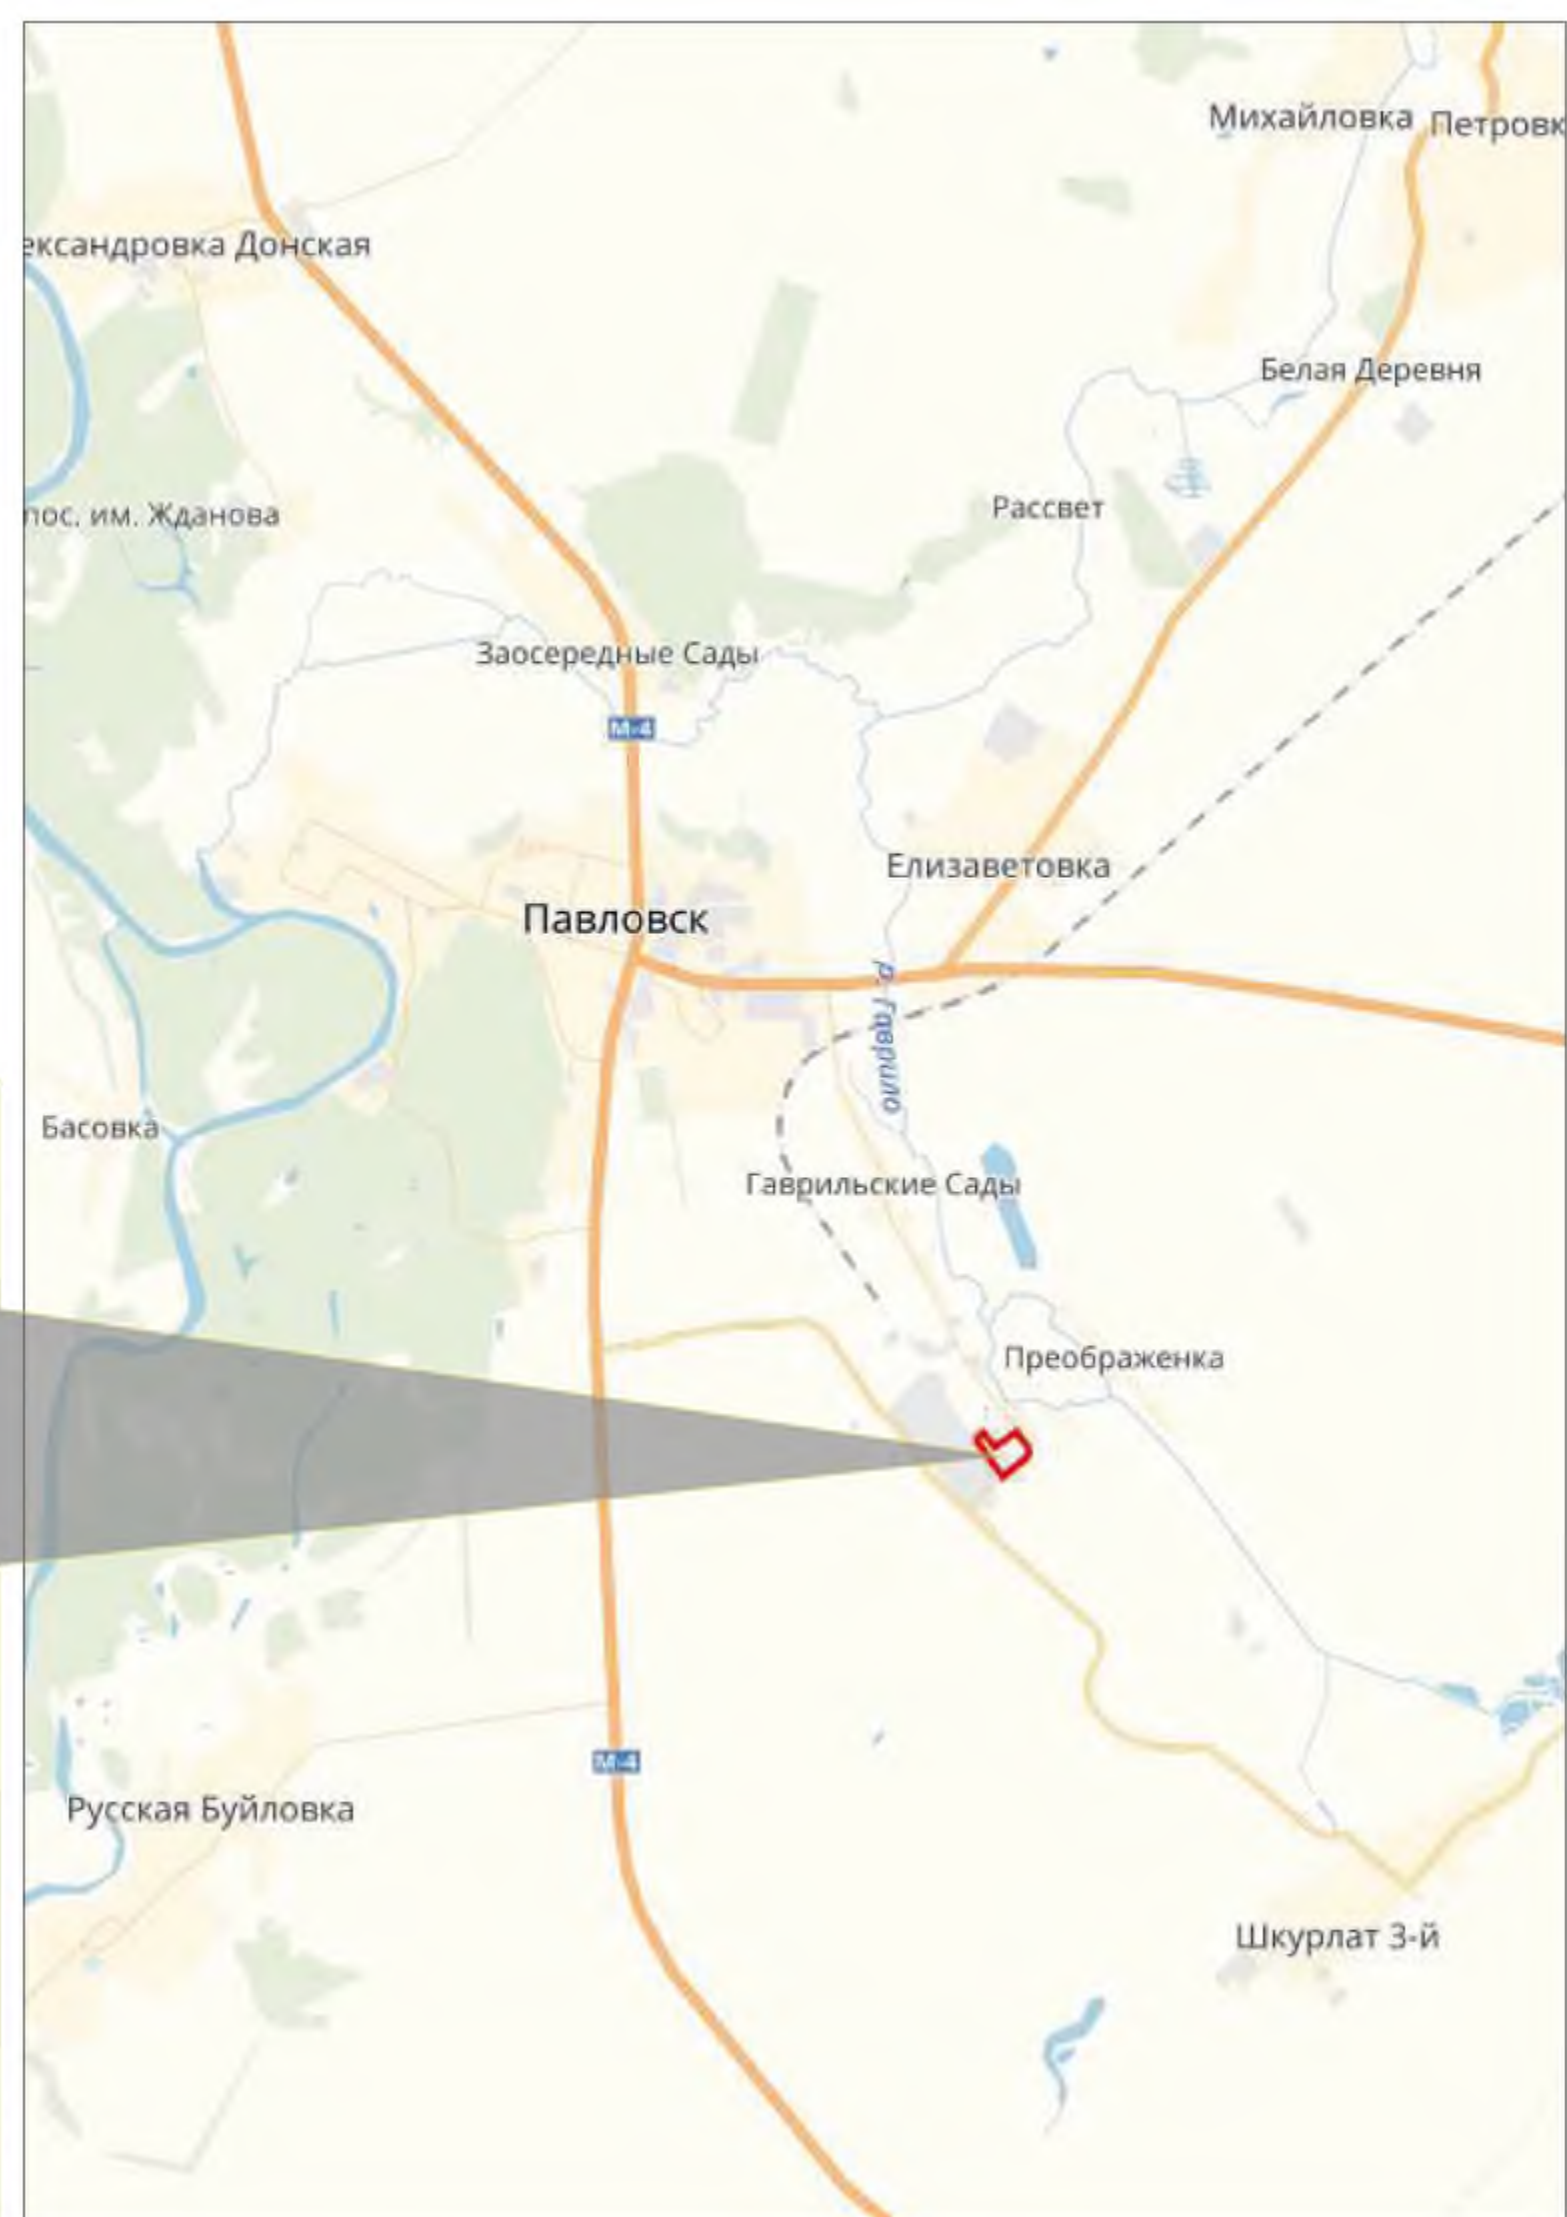 Михайловка
Петровк
ександровка Донская
Белая Деревня
Рассвет
пос. им. Жданова
Заосередные Сады
М-4
Елизаветовка
Павловск
р. Гаврило
Басовка
Гаврильские Сады
Преображенка
М-4
Русская Буйловка
Шкурлат 3-й